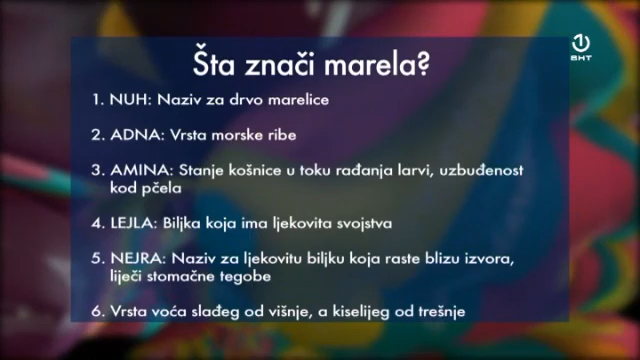 Šta znači marela?
1
BHT
1. NUH: Naziv za drvo marelice
2. ADNA: Vrsta morske ribe
3. AMINA: Stanje košnice u toku rađanja larvi, uzbuđenost
kod pčela
4. LEJLA: Biljka koja ima ljekovita svojstva
5. NEJRA: Naziv za ljekovitu biljku koja raste blizu izvora,
liječi stomačne tegobe
6. Vrsta voća slađeg od višnje, a kiselijeg od trešnje